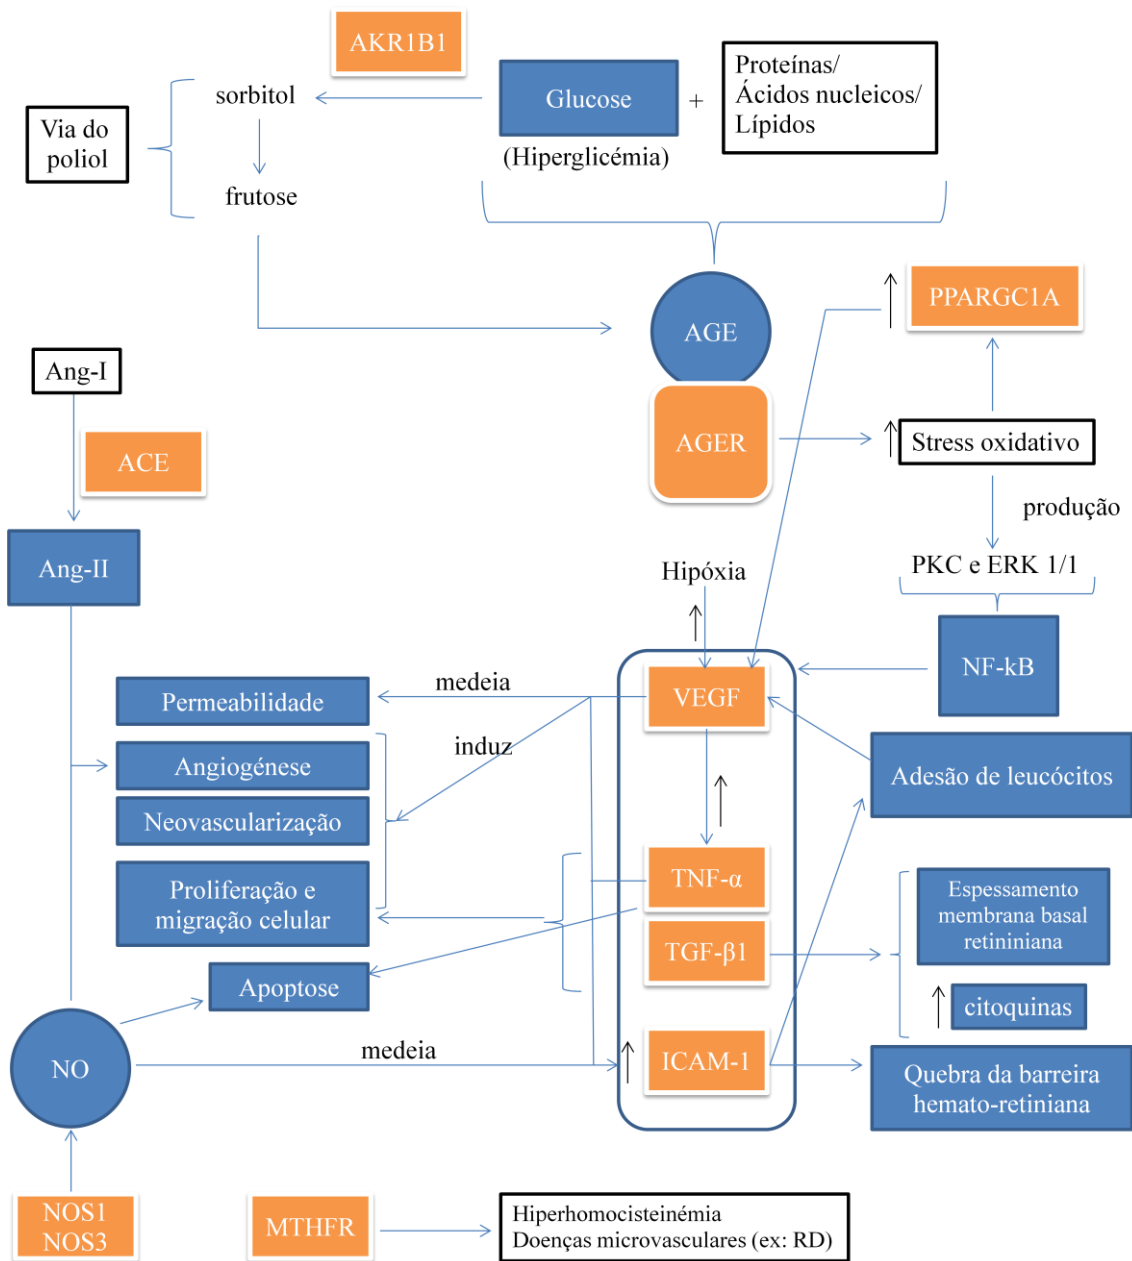 AKR1B1
Glucose
+
Proteínas/
Ácidos nucleicos/
Lípidos
sorbitol
(Hiperglicémia)
Via do
poliol
frutose
AGE
PPARGC1A
Ang-I
AGER
Stress oxidativo
ACE
produção
Ang-II
Hipóxia
PKC e ERK 1/1
NF-kB
medeia
VEGF
Permeabilidade
induz
Angiogénese
Adesão de leucócitos
Neovascularização
TNF-α
Proliferação e
migração celular
Espessamento
membrana basal
retininiana
TGF-β1
Apoptose
citoquinas
NO
medeia
ICAM-1
Quebra da barreira
hemato-retiniana
NOS1
NOS3
MTHFR
Hiperhomocisteinémia
Doenças microvasculares (ex: RD)